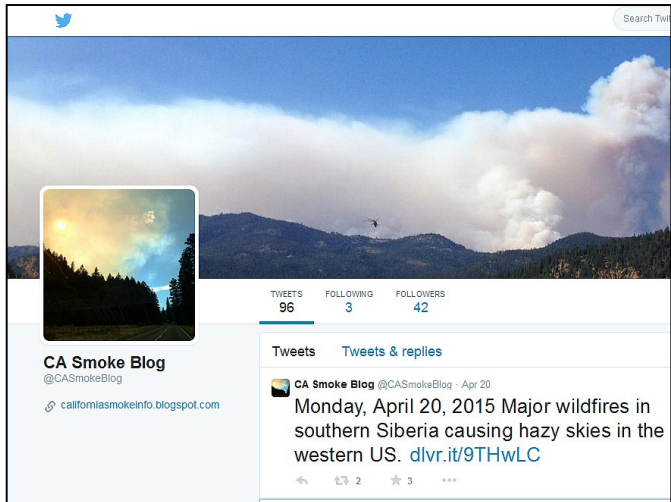 Search Twit
TWEETS FOLLOWING FOLLOWERS
96 3 42
CA Smoke Blog
@CASmokeBlog
californiasmokeinfo.blogspot.com
Tweets Tweets & replies
CA Smoke Blog @CASmokeBlog · Apr 20
Monday, April 20, 2015 Major wildfires in
southern Siberia causing hazy skies in the
western US. dlvr.it/9THwLC
2 3